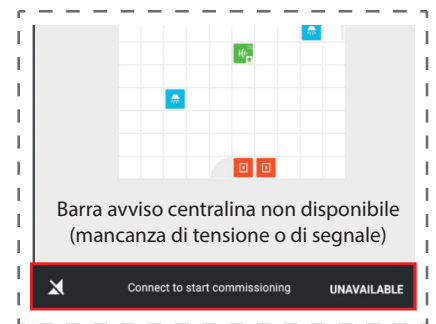 Barra avviso centralina non disponibile
(mancanza di tensione o di segnale)
Connect to start commissioning UNAVAILABLE